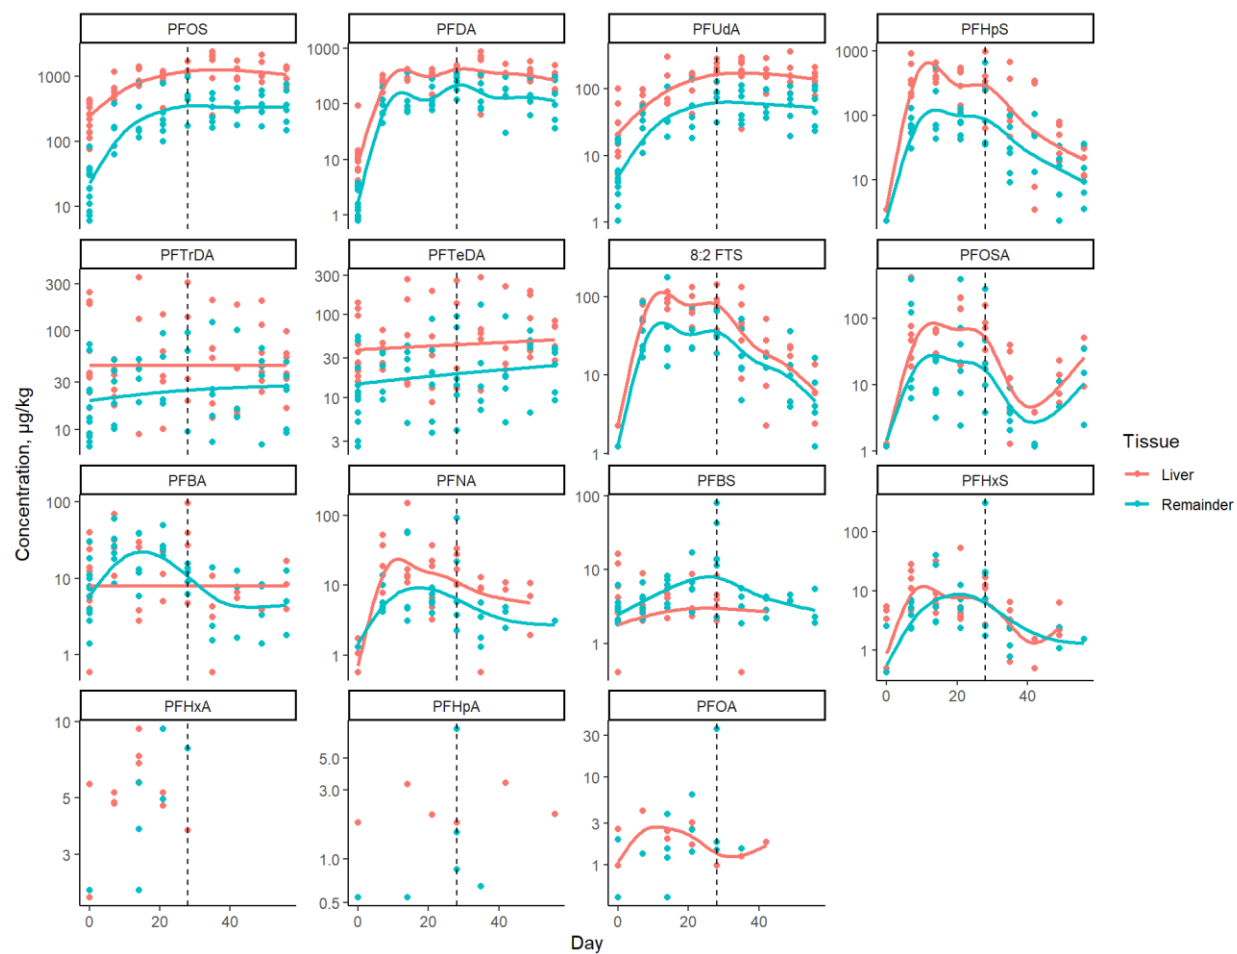 PFOS PFDA PFUdA PFHpS
1000 100 10
1000 100 10 1
100 10 1
1000 100 10
PFTrDA PFTeDA 8:2 FTS PFOSA
300 100 30 10
300 100 30 10 3
100 10 1
100 10 1
PFBA PFNA PFBS PFHxS
100 10 1
100 10 1
100 10 1
100 10 1
0 20 40
PFHxA PFHpA PFOA
10 5 3
5.0 3.0 1.0 0.5
30 10 3 1
0 20 40
0 20 40
0 20 40
Day
Concentration, µg/kg
Tissue
Liver
Remainder